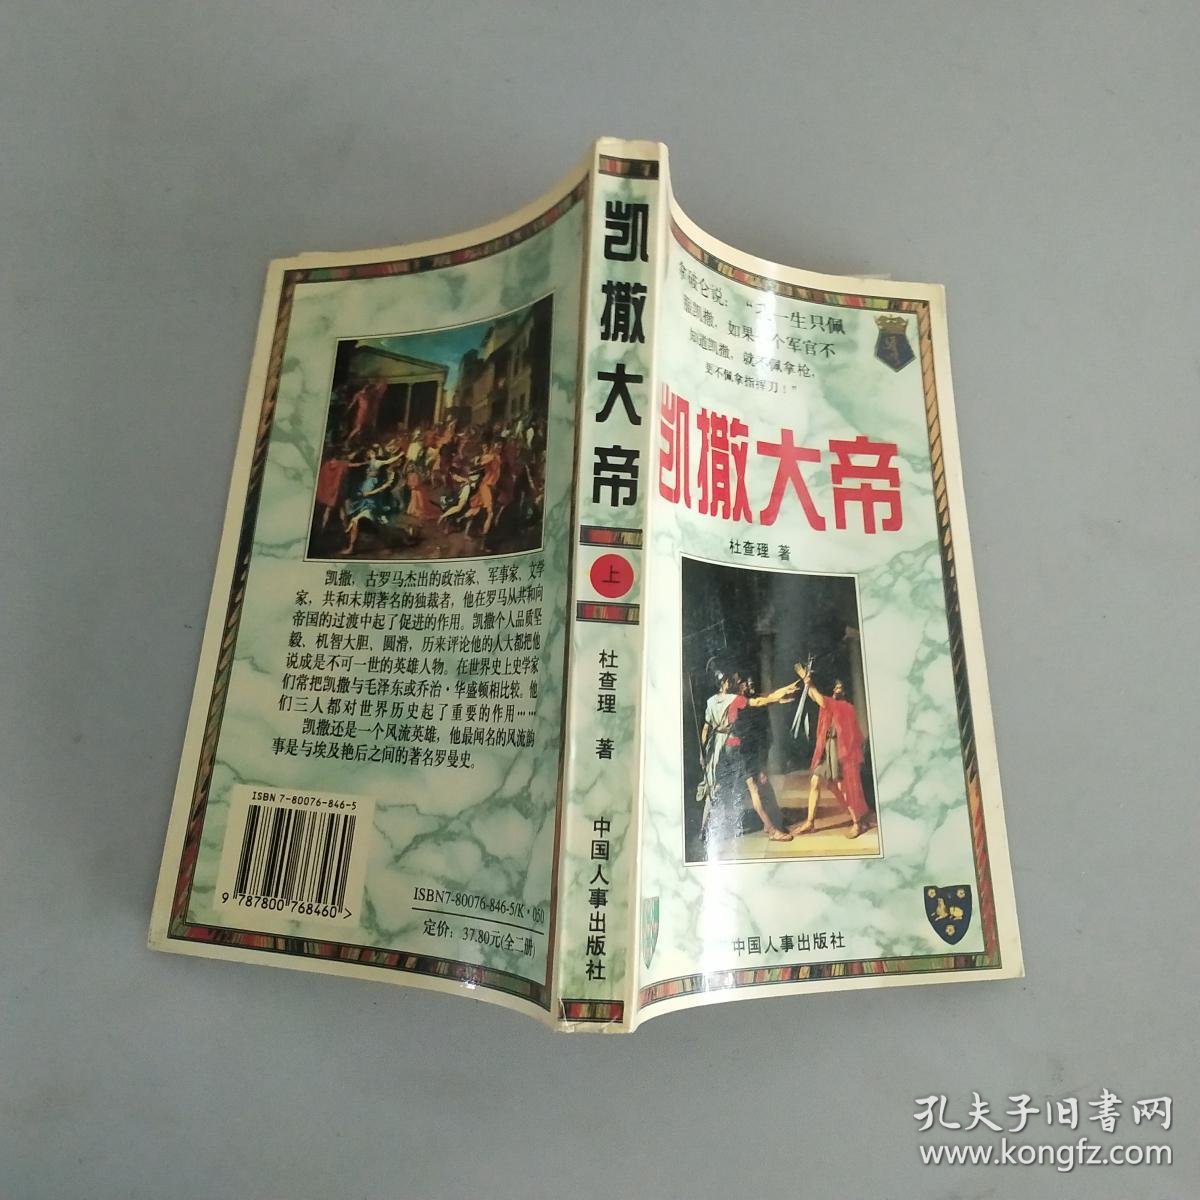 拿破仑说：“我一生只佩
服凯撒，如果一个军官不
知道凯撒，就不佩拿枪，
更不佩拿指挥刀！”
凯撒大帝
杜查理 著
中国人事出版社
凯撒大帝
上
杜查理 著
中国人事出版社
凯撒，古罗马杰出的政治家、军事家、文学
家，共和末期著名的独裁者，他在罗马从共和向
帝国的过渡中起了促进的作用。凯撒个人品质坚
毅、机智大胆、圆滑，历来评论他的人大都把他
说成是不可一世的英雄人物。在世界史上史学家
们常把凯撒与毛泽东或乔治·华盛顿相比较。他
们三人都对世界历史起了重要的作用……
凯撒还是一个风流英雄，他最闻名的风流韵
事是与埃及艳后之间的著名罗曼史。
ISBN 7-80076-846-5
9 787800 768460>
ISBN7-80076-846-5/K·050
定价：37.80元(全二册)
孔夫子旧书网
www.kongfz.com